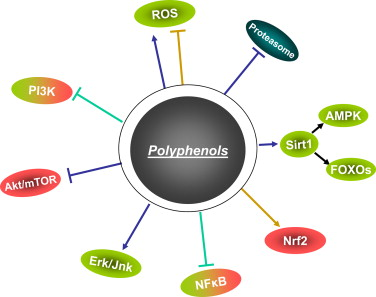 ROS
Proteasome
PI3K
AMPK
Polyphenols
Sirt1
FOXOs
Akt/mTOR
Nrf2
Erk/Jnk
NFκB